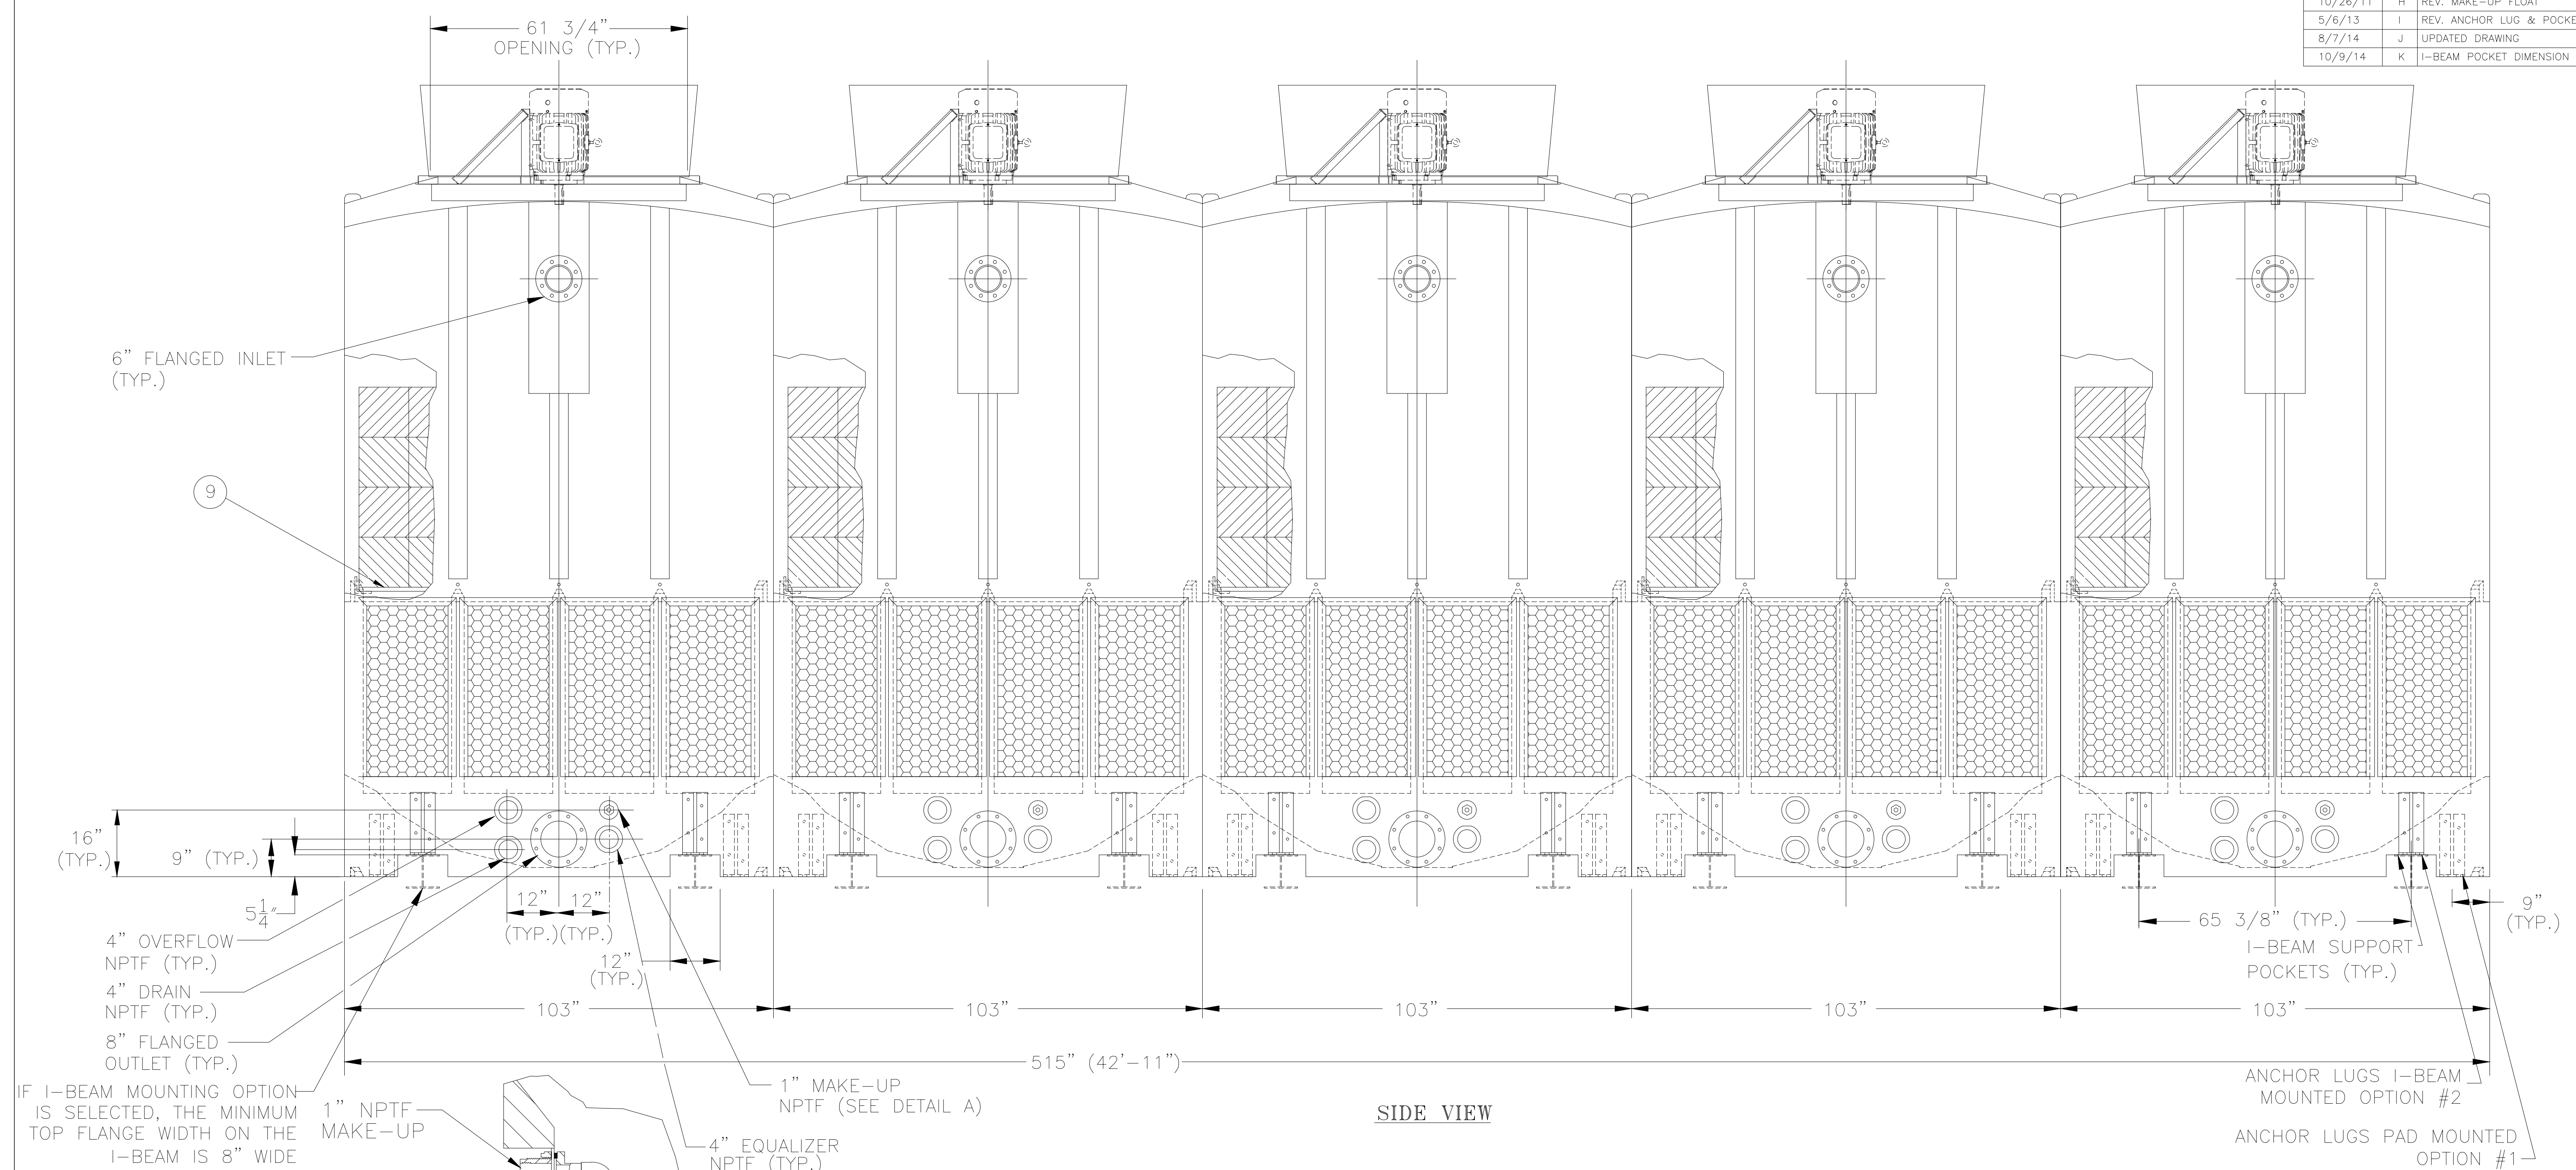 10/26/11 H REV. MAKE-UP FLOAT
5/6/13 I REV. ANCHOR LUG &
8/7/14 J UPDATED DRAWING
10/9/14 K I-BEAM POCKET DIMENSION
61 3/4"
OPENING (TYP.)
6" FLANGED INLET
(TYP.)
9
16"
(TYP.)
9" (TYP.)
5 1/4"
12" 12"
(TYP.) (TYP.)
12"
(TYP.)
4" OVERFLOW
NPTF (TYP.)
4" DRAIN
NPTF (TYP.)
8" FLANGED
OUTLET (TYP.)
IF I-BEAM MOUNTING OPTION
IS SELECTED, THE MINIMUM
TOP FLANGE WIDTH ON THE
I-BEAM IS 8" WIDE
1" NPTF
MAKE-UP
65 3/8" (TYP.)
9"
(TYP.)
I-BEAM SUPPORT
POCKETS (TYP.)
103" 103" 103" 103" 103"
515" (42'-11")
1" MAKE-UP
NPTF (SEE DETAIL A)
4" EQUALIZER
NPTF (TYP.)
SIDE VIEW
ANCHOR LUGS I-BEAM
MOUNTED OPTION #2
ANCHOR LUGS PAD MOUNTED
OPTION #1